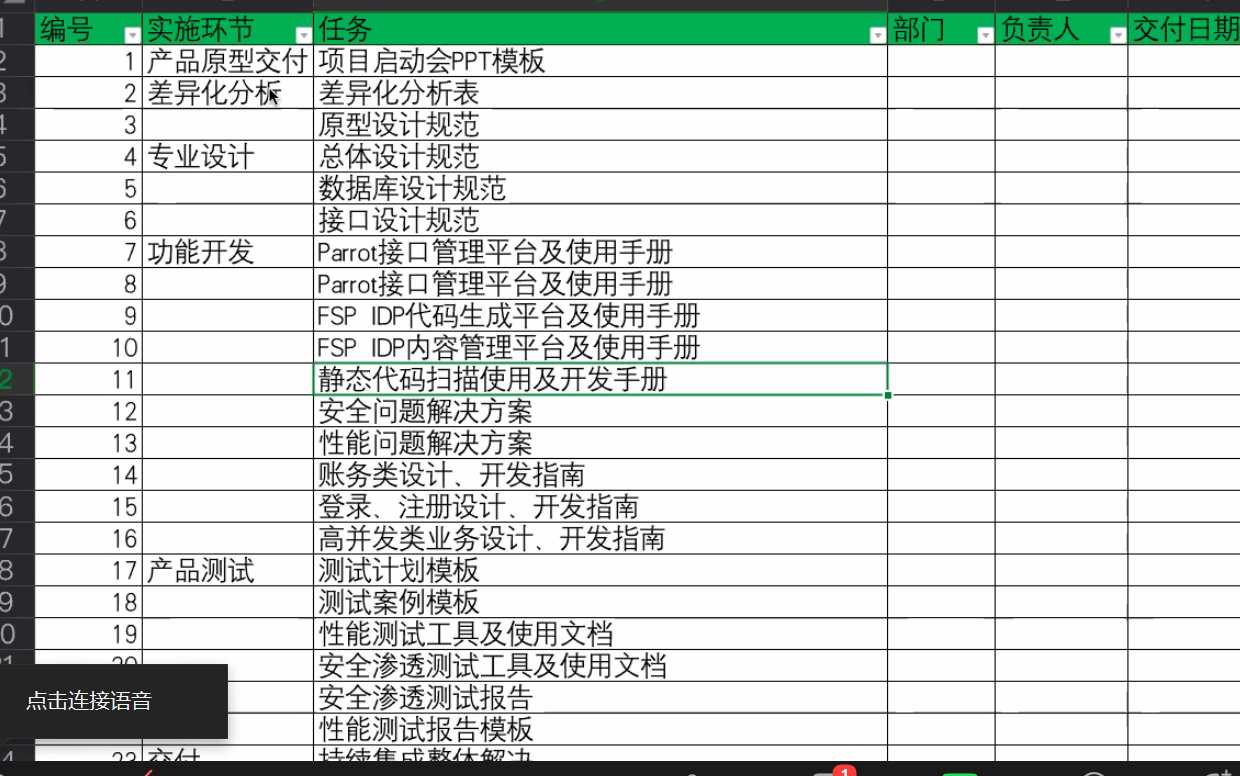 编号 实施环节 任务 部门 负责人 交付日期
1 产品原型交付 项目启动会PPT模板
2 差异化分析 差异化分析表
3 原型设计规范
4 专业设计 总体设计规范
5 数据库设计规范
6 接口设计规范
7 功能开发 Parrot接口管理平台及使用手册
8 Parrot接口管理平台及使用手册
9 FSP IDP代码生成平台及使用手册
10 FSP IDP内容管理平台及使用手册
11 静态代码扫描使用及开发手册
12 安全问题解决方案
13 性能问题解决方案
14 账务类设计、开发指南
15 登录、注册设计、开发指南
16 高并发类业务设计、开发指南
17 产品测试 测试计划模板
18 测试案例模板
19 性能测试工具及使用文档
20 安全渗透测试工具及使用文档
安全渗透测试报告
点击连接语音
性能测试报告模板
23 交付 持续集成整体解决
1